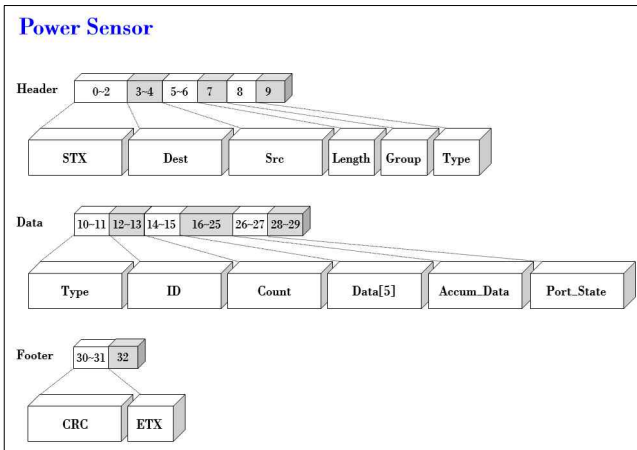 Power Sensor
Header 0~2 3~4 5~6 7 8 9
STX Dest Src Length Group Type
Data 10~11 12~13 14~15 16~25 26~27 28~29
Type ID Count Data[5] Accum_Data Port_State
Footer 30~31 32
CRC ETX